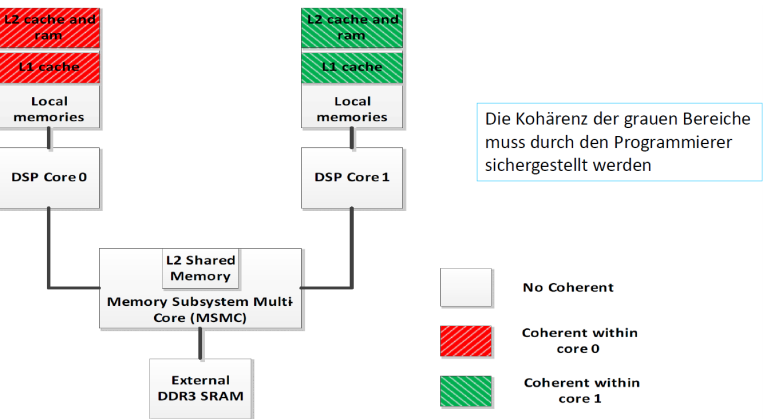 L2 cache and
ram
L1 cache
Local
memories
DSP Core 0
L2 cache and
ram
L1 cache
Local
memories
DSP Core 1
Die Kohärenz der grauen Bereiche
muss durch den Programmierer
sichergestellt werden
L2 Shared
Memory
Memory Subsystem Multi-
Core (MSMC)
External
DDR3 SRAM
No Coherent
Coherent within
core 0
Coherent within
core 1